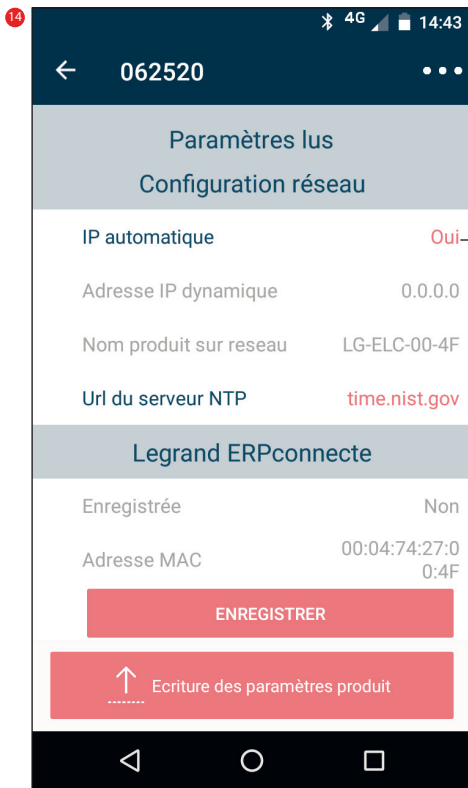 14
4G 14:43
062520
Paramètres lus
Configuration réseau
IP automatique Oui
Adresse IP dynamique 0.0.0.0
Nom produit sur reseau LG-ELC-00-4F
Url du serveur NTP time.nist.gov
Legrand ERPconnecte
Enregistrée Non
Adresse MAC 00:04:74:27:0
0:4F
ENREGISTRER
Ecriture des paramètres produit